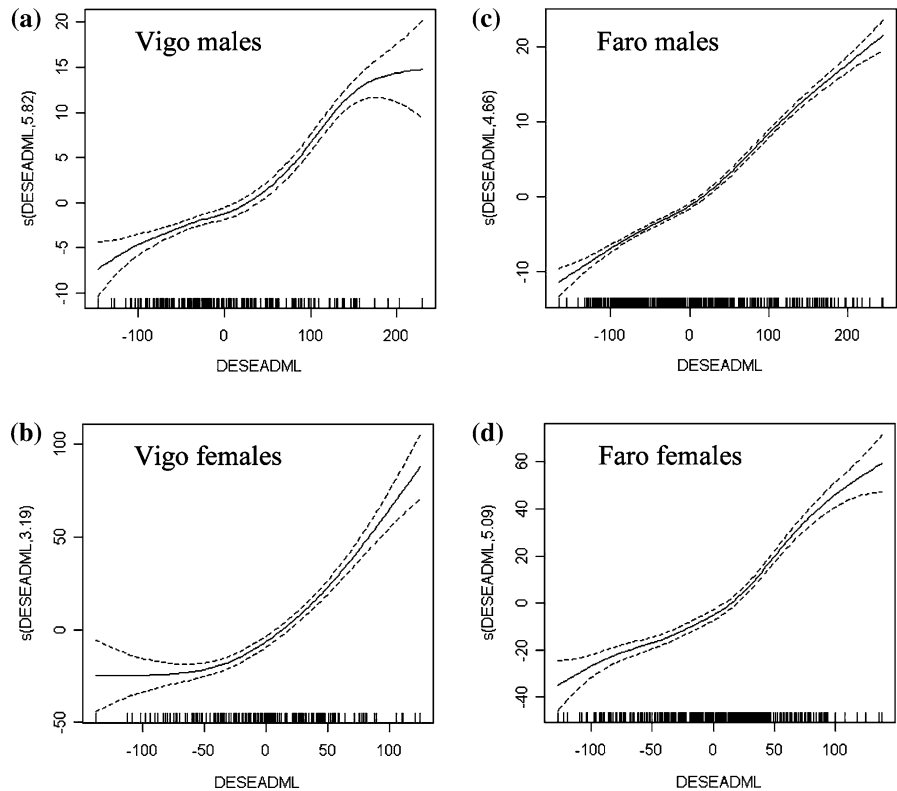 (a)
Vigo males
s(DESEADML,5.82)
20
15
10
5
0
-5
-10
-100
0
100
200
DESEADML
(c)
Faro males
s(DESEADML,4.66)
20
10
0
-10
-100
0
100
200
DESEADML
(b)
Vigo females
s(DESEADML,3.19)
100
50
0
-50
-100
-50
0
50
100
DESEADML
(d)
Faro females
s(DESEADML,5.09)
60
40
20
0
-20
-40
-100
-50
0
50
100
DESEADML